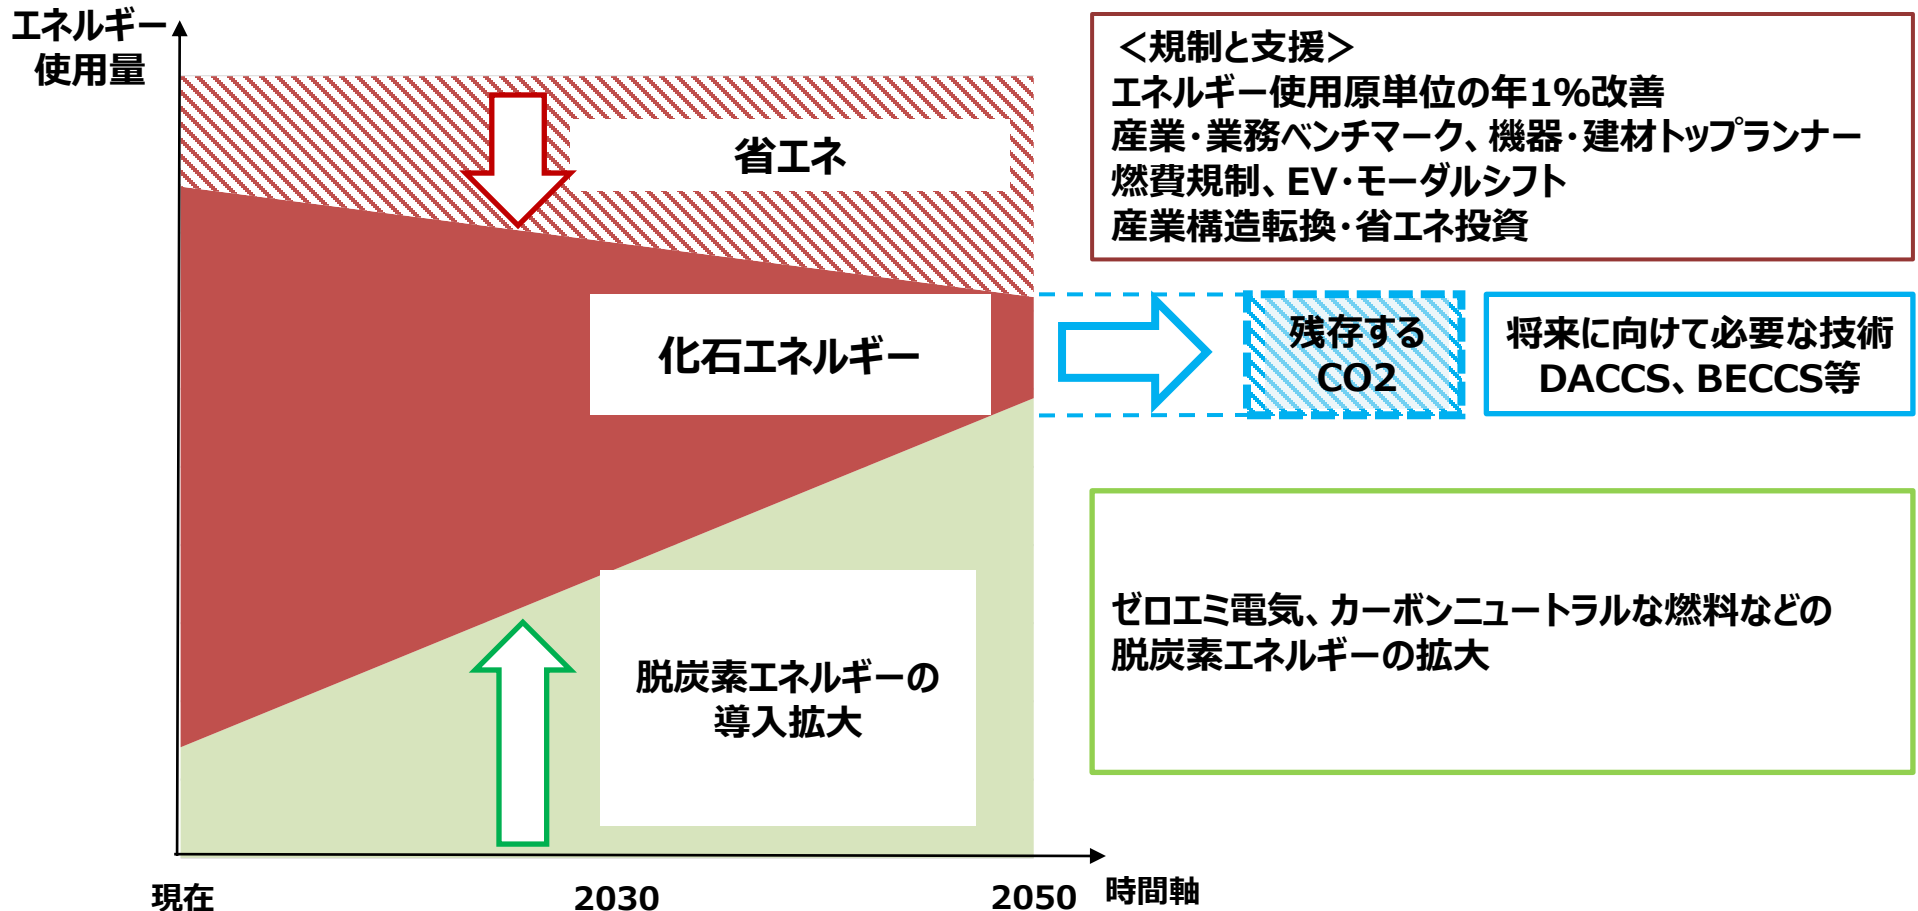 エネルギー
使用量
省エネ
化石エネルギー
脱炭素エネルギーの
導入拡大
現在
2030
2050
時間軸
＜規制と支援＞
エネルギー使用原単位の年1%改善
産業・業務ベンチマーク、機器・建材トップランナー
燃費規制、EV・モーダルシフト
産業構造転換・省エネ投資
残存する
CO2
将来に向けて必要な技術
DACCS、BECCS等
ゼロエミ電気、カーボンニュートラルな燃料などの
脱炭素エネルギーの拡大